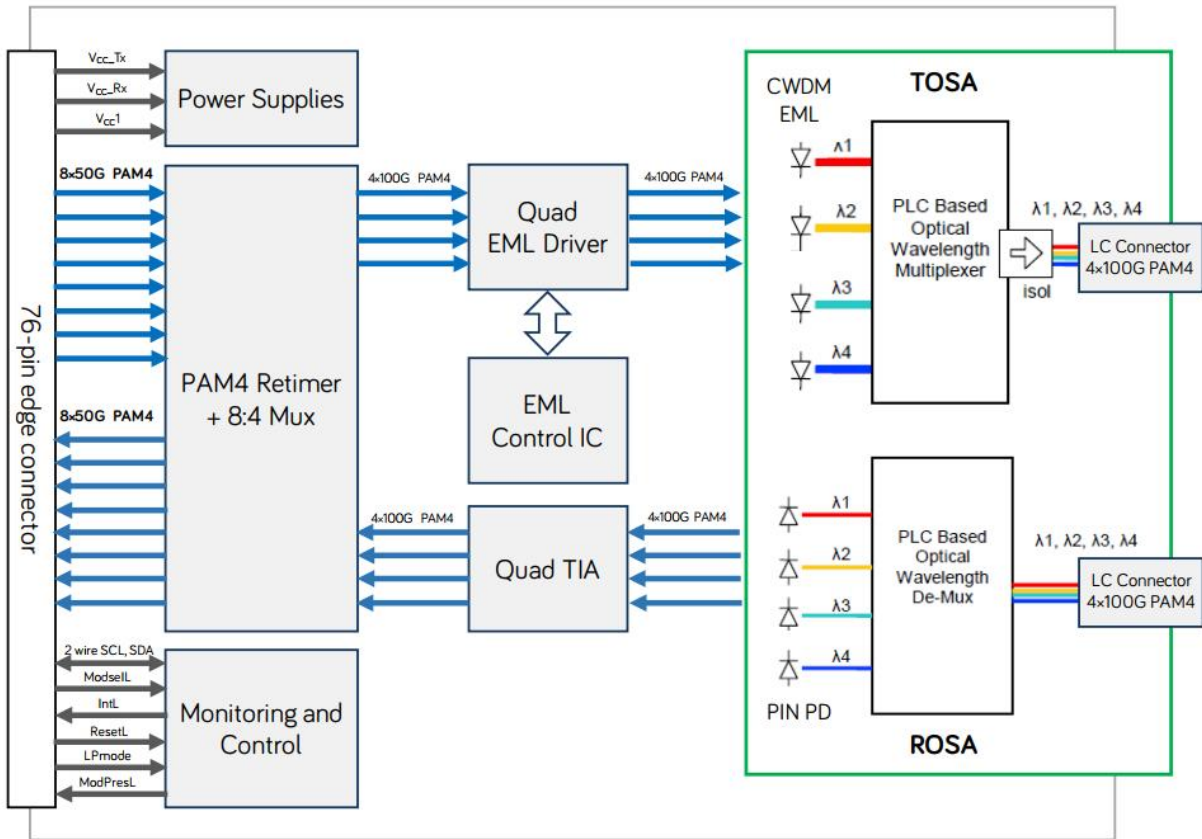 76-pin edge connector
V_CC_Tx
V_CC_Rx
V_CC1
Power Supplies
8×50G PAM4
PAM4 Retimer
+ 8:4 Mux
8×50G PAM4
4×100G PAM4
Quad
EML Driver
4×100G PAM4
EML
Control IC
4×100G PAM4
Quad TIA
4×100G PAM4
2 wire SCL, SDA
ModselL
IntL
ResetL
LPmode
ModPresL
Monitoring and
Control
TOSA
CWDM
EML
λ1
λ2
λ3
λ4
PLC Based
Optical
Wavelength
Multiplexer
isol
λ1, λ2, λ3, λ4
LC Connector
4×100G PAM4
λ1
λ2
λ3
λ4
PIN PD
PLC Based
Optical
Wavelength
De-Mux
λ1, λ2, λ3, λ4
LC Connector
4×100G PAM4
ROSA